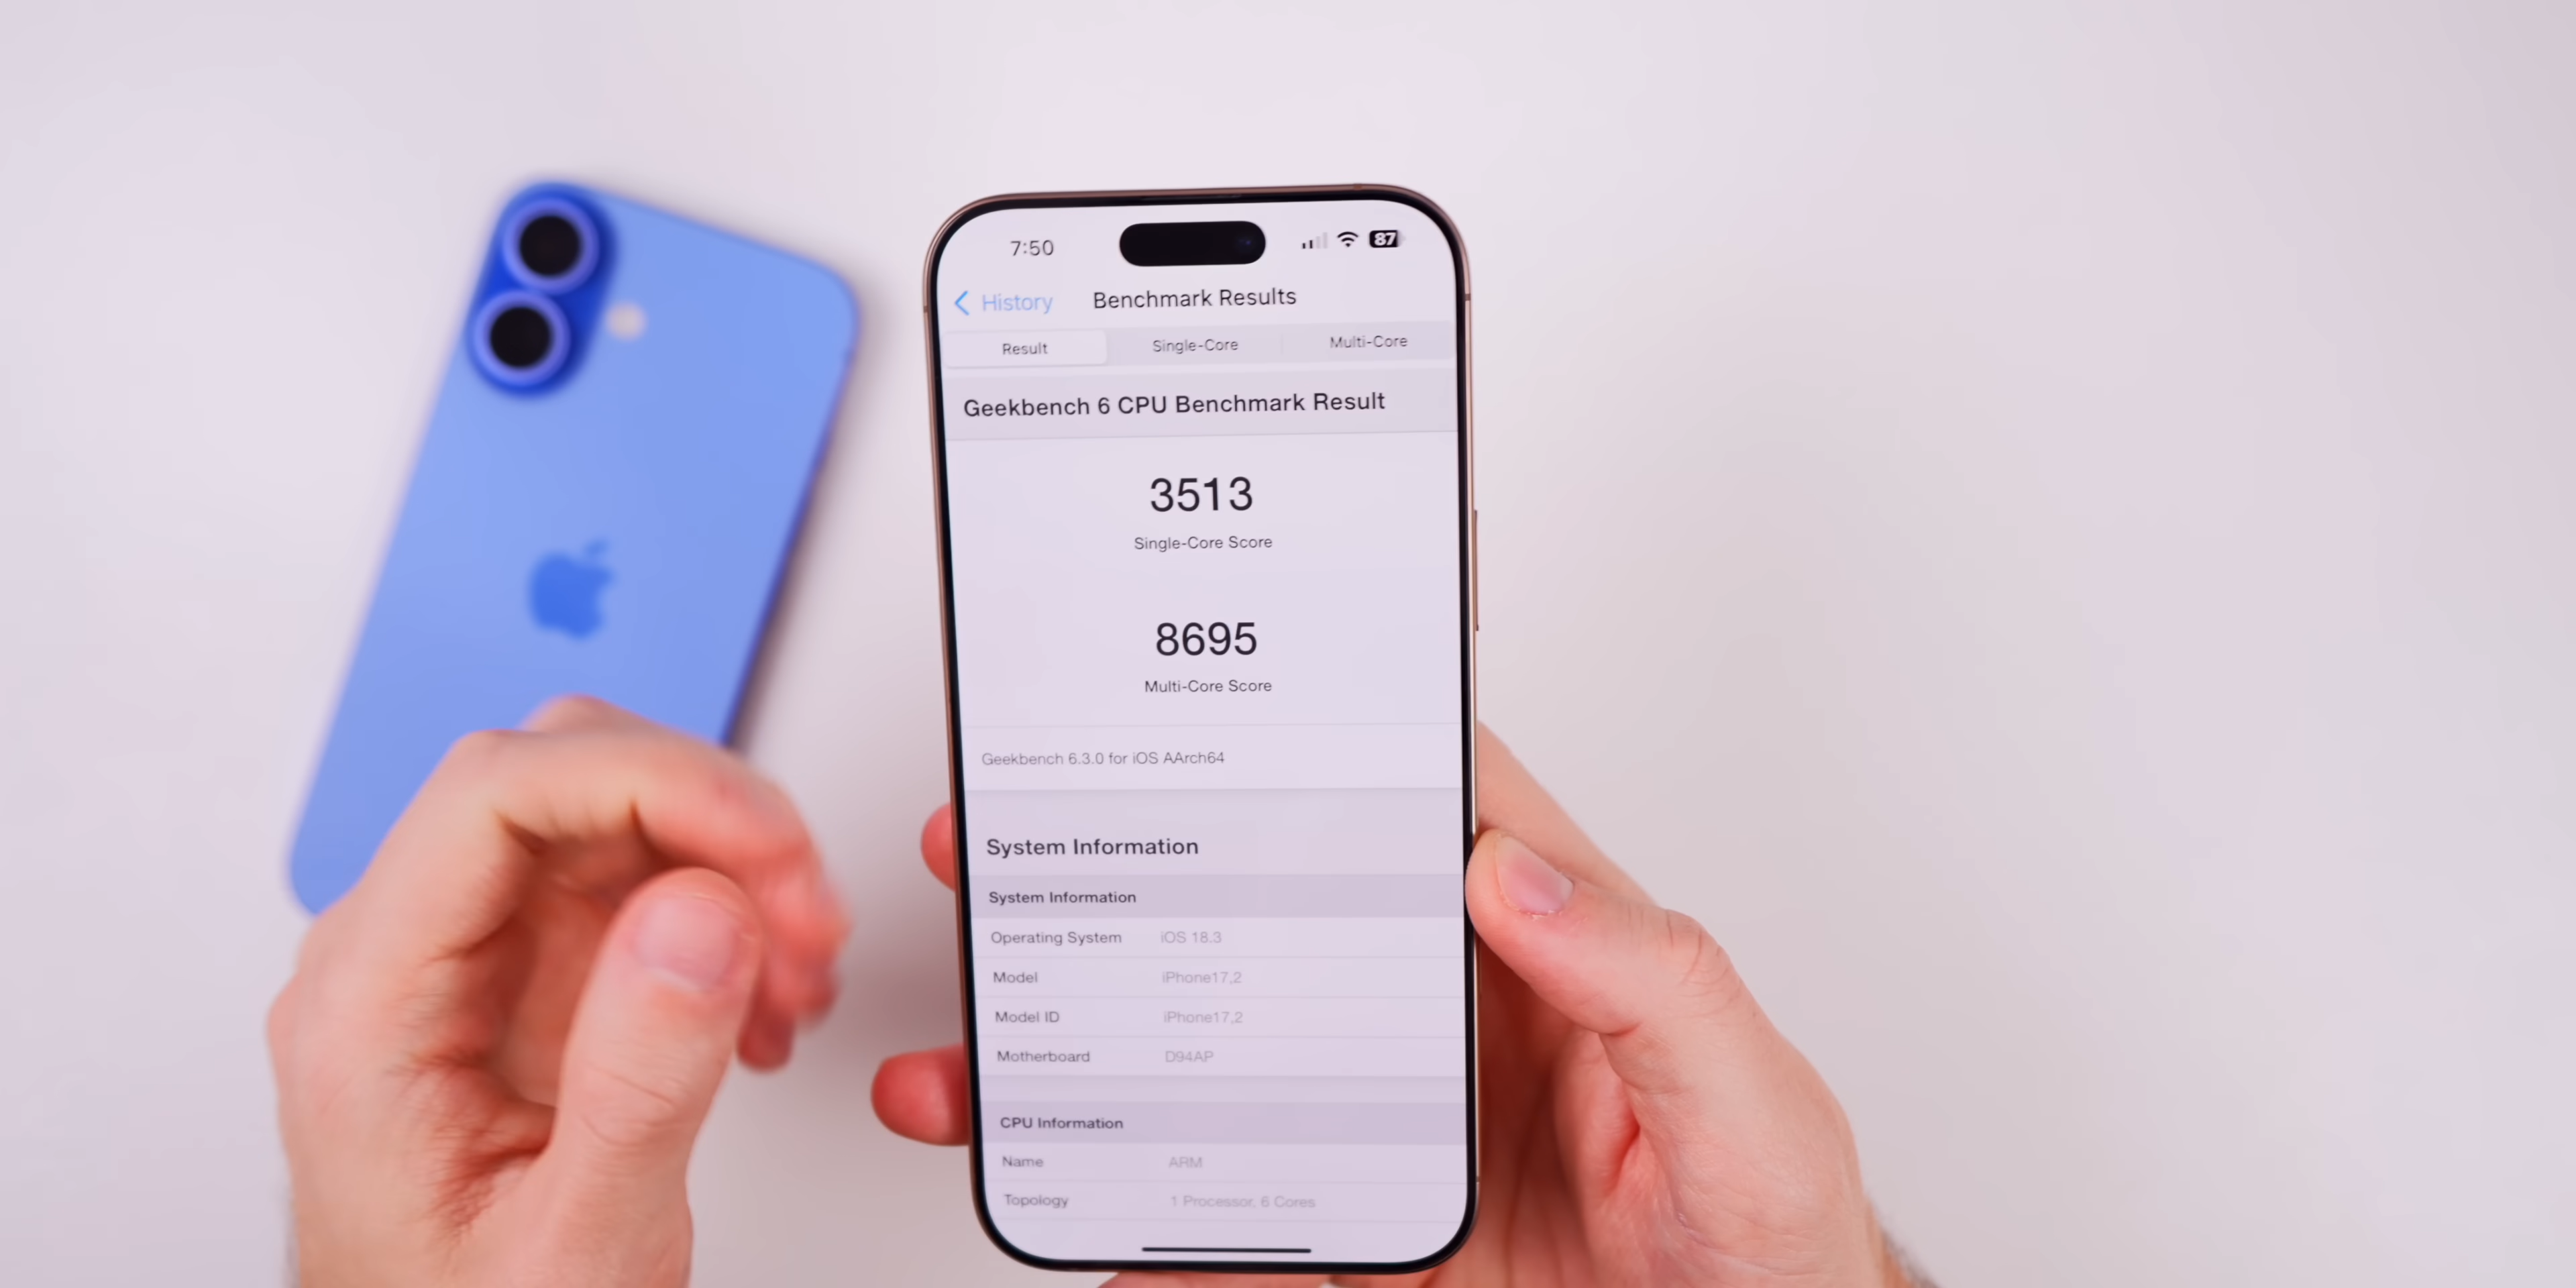 7:50
87
History
Benchmark Results
Result
Single-Core
Multi-Core
Geekbench 6 CPU Benchmark Result
3513
Single-Core Score
8695
Multi-Core Score
Geekbench 6.3.0 for iOS AArch64
System Information
System Information
Operating System iOS 18.3
Model iPhone17,2
Model ID iPhone17,2
Motherboard D94AP
CPU Information
Name ARM
Topology 1 Processor, 6 Cores